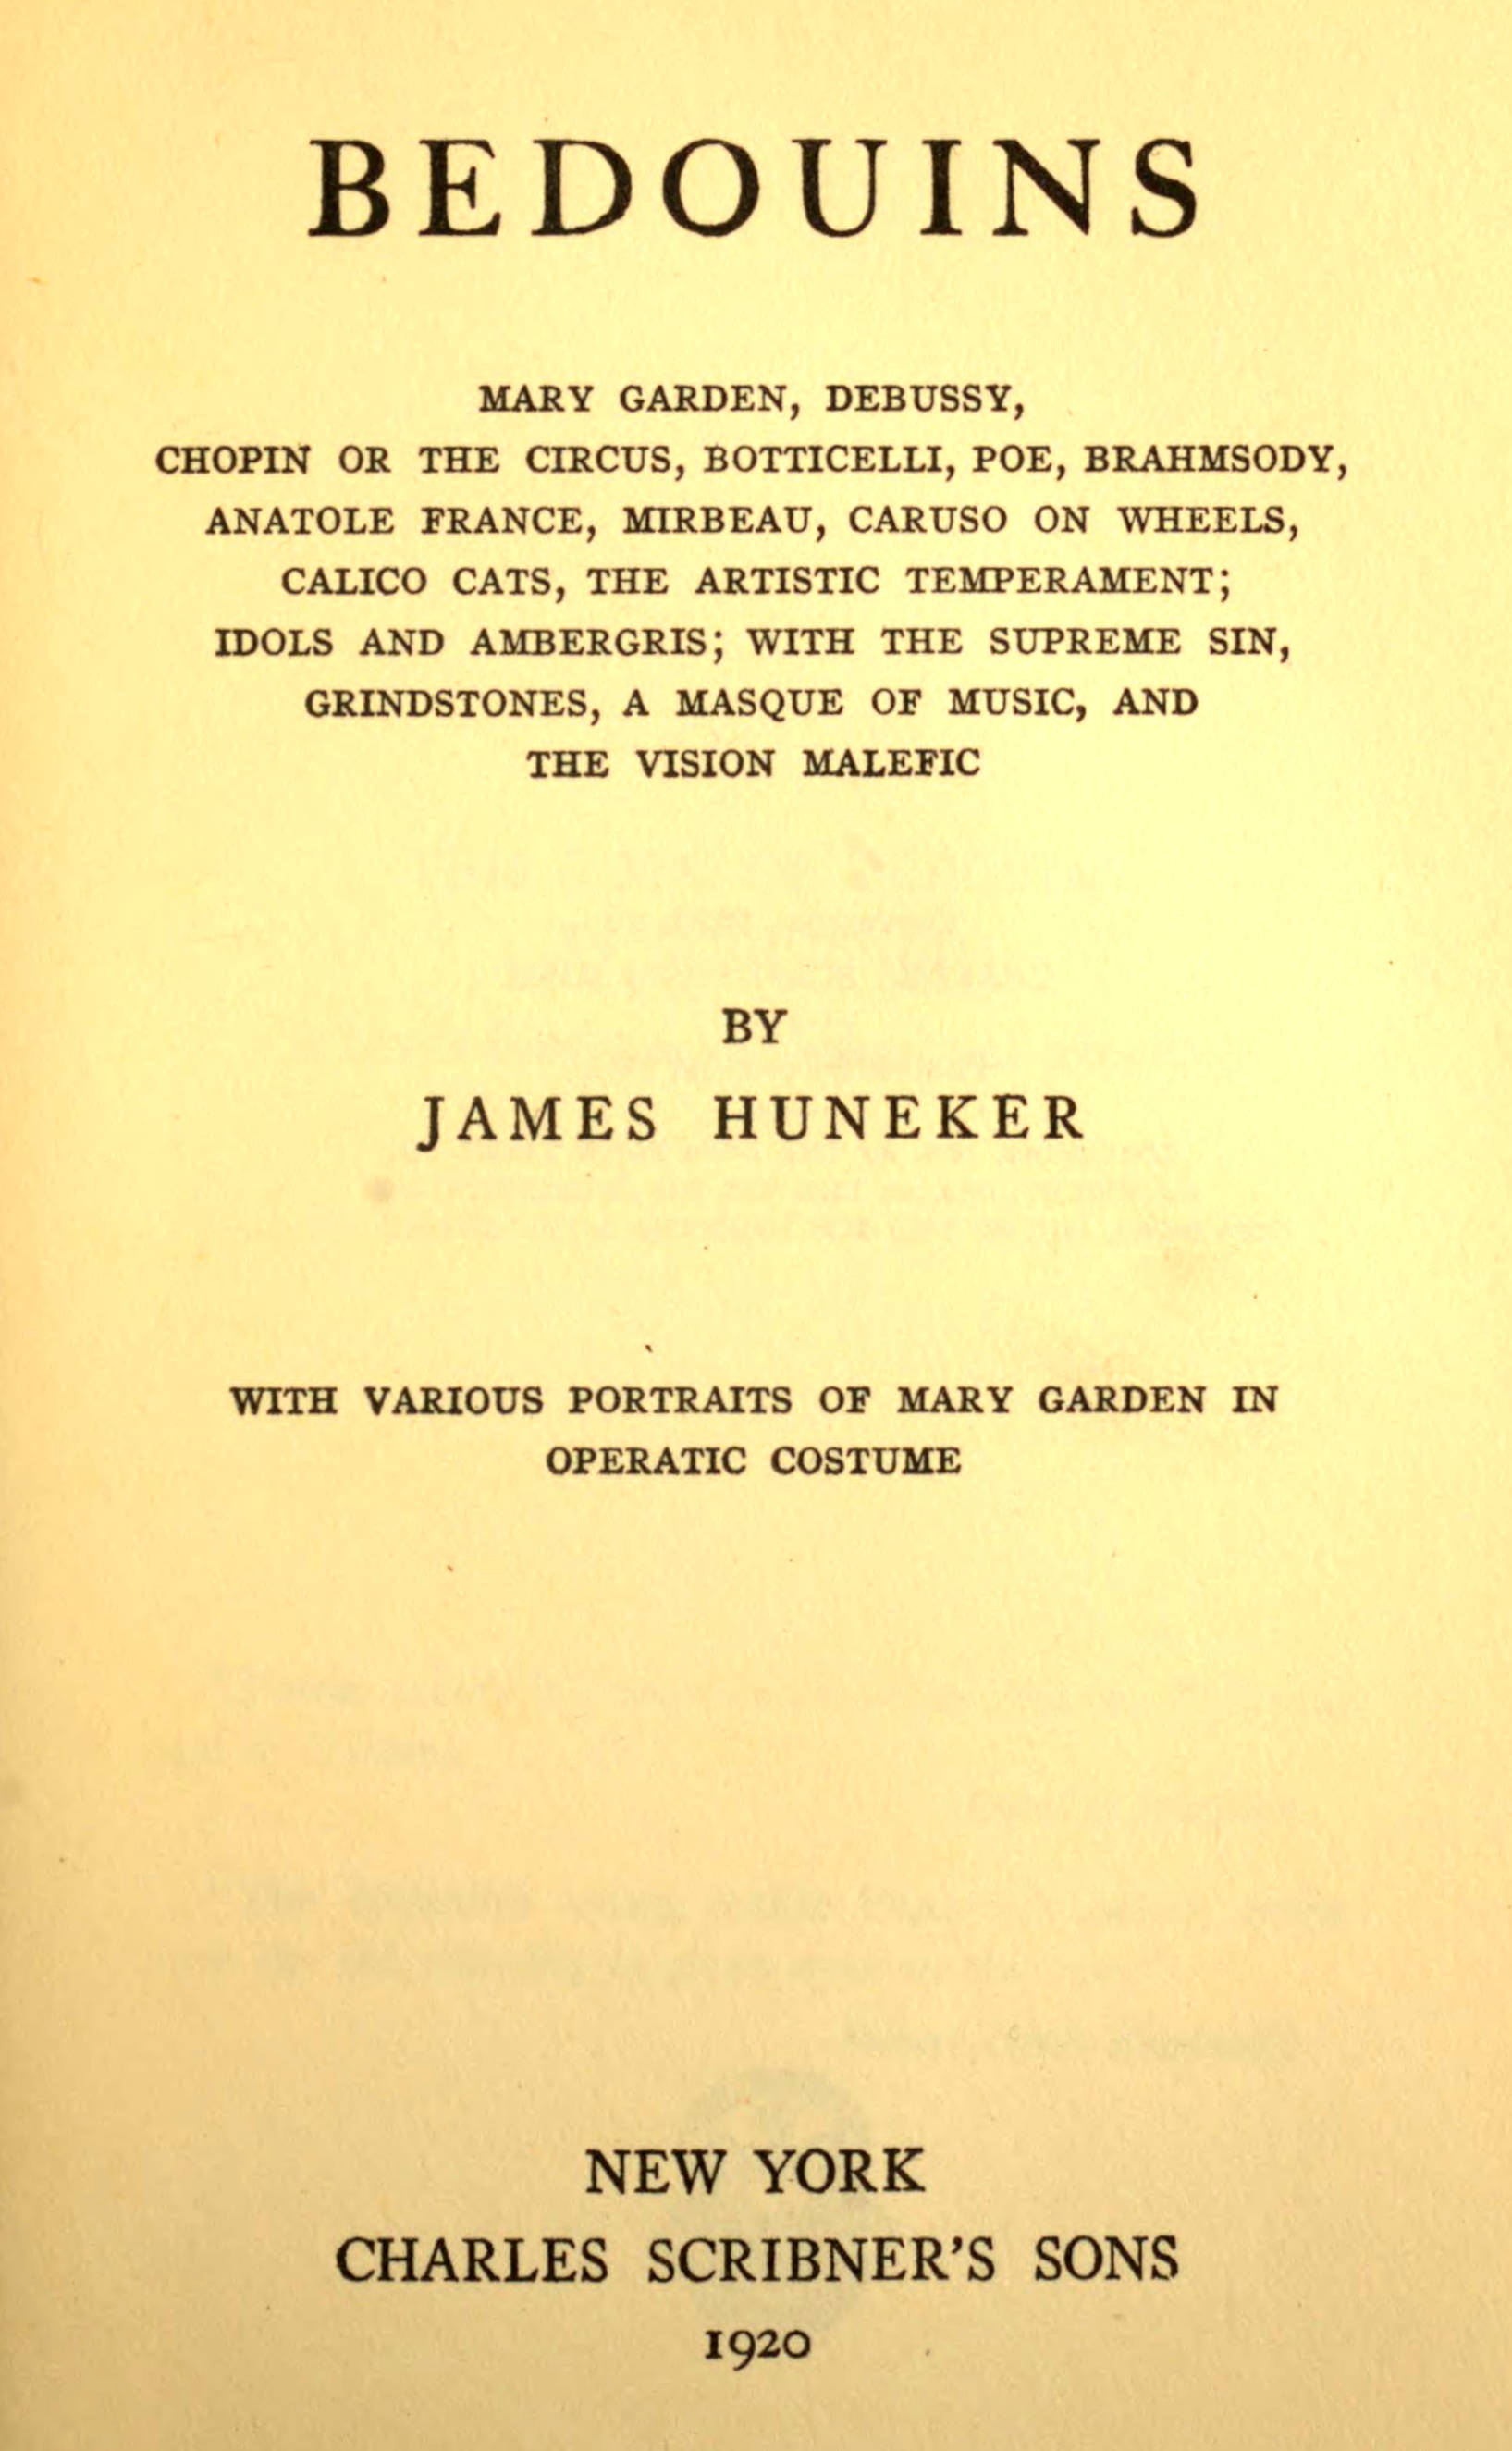 BEDOUINS
MARY GARDEN, DEBUSSY,
CHOPIN OR THE CIRCUS, BOTTICELLI, POE, BRAHMSODY,
ANATOLE FRANCE, MIRBEAU, CARUSO ON WHEELS,
CALICO CATS, THE ARTISTIC TEMPERAMENT;
IDOLS AND AMBERGRIS; WITH THE SUPREME SIN,
GRINDSTONES, A MASQUE OF MUSIC, AND
THE VISION MALEFIC
BY
JAMES HUNEKER
WITH VARIOUS PORTRAITS OF MARY GARDEN IN
OPERATIC COSTUME
NEW YORK
CHARLES SCRIBNER'S SONS
1920